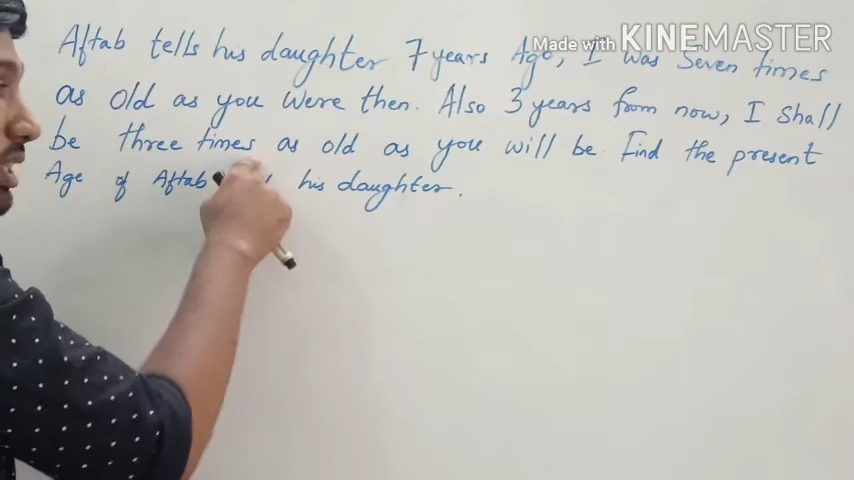 Made with KINEMASTER
Aftab tells his daughter 7 years Ago, I was Seven times
as old as you were then. Also 3 years from now, I shall
be three times as old as you will be. Find the present
Age of Aftab his daughter.